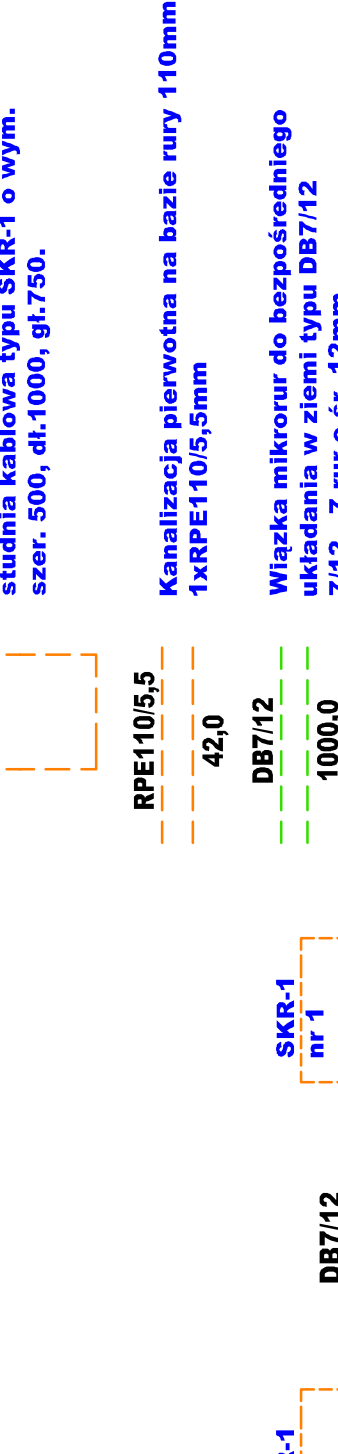 studnia kablowa typu SKR-1 o wym.
szer. 500, dł.1000, gł.750.
Kanalizacja pierwotna na bazie rury 110mm
1xRPE110/5,5mm
RPE110/5,5
42,0
Wiązka mikrorur do bezpośredniego
układania w ziemi typu DB7/12
DB7/12
1000.0
SKR-1
nr 1
DB7/12